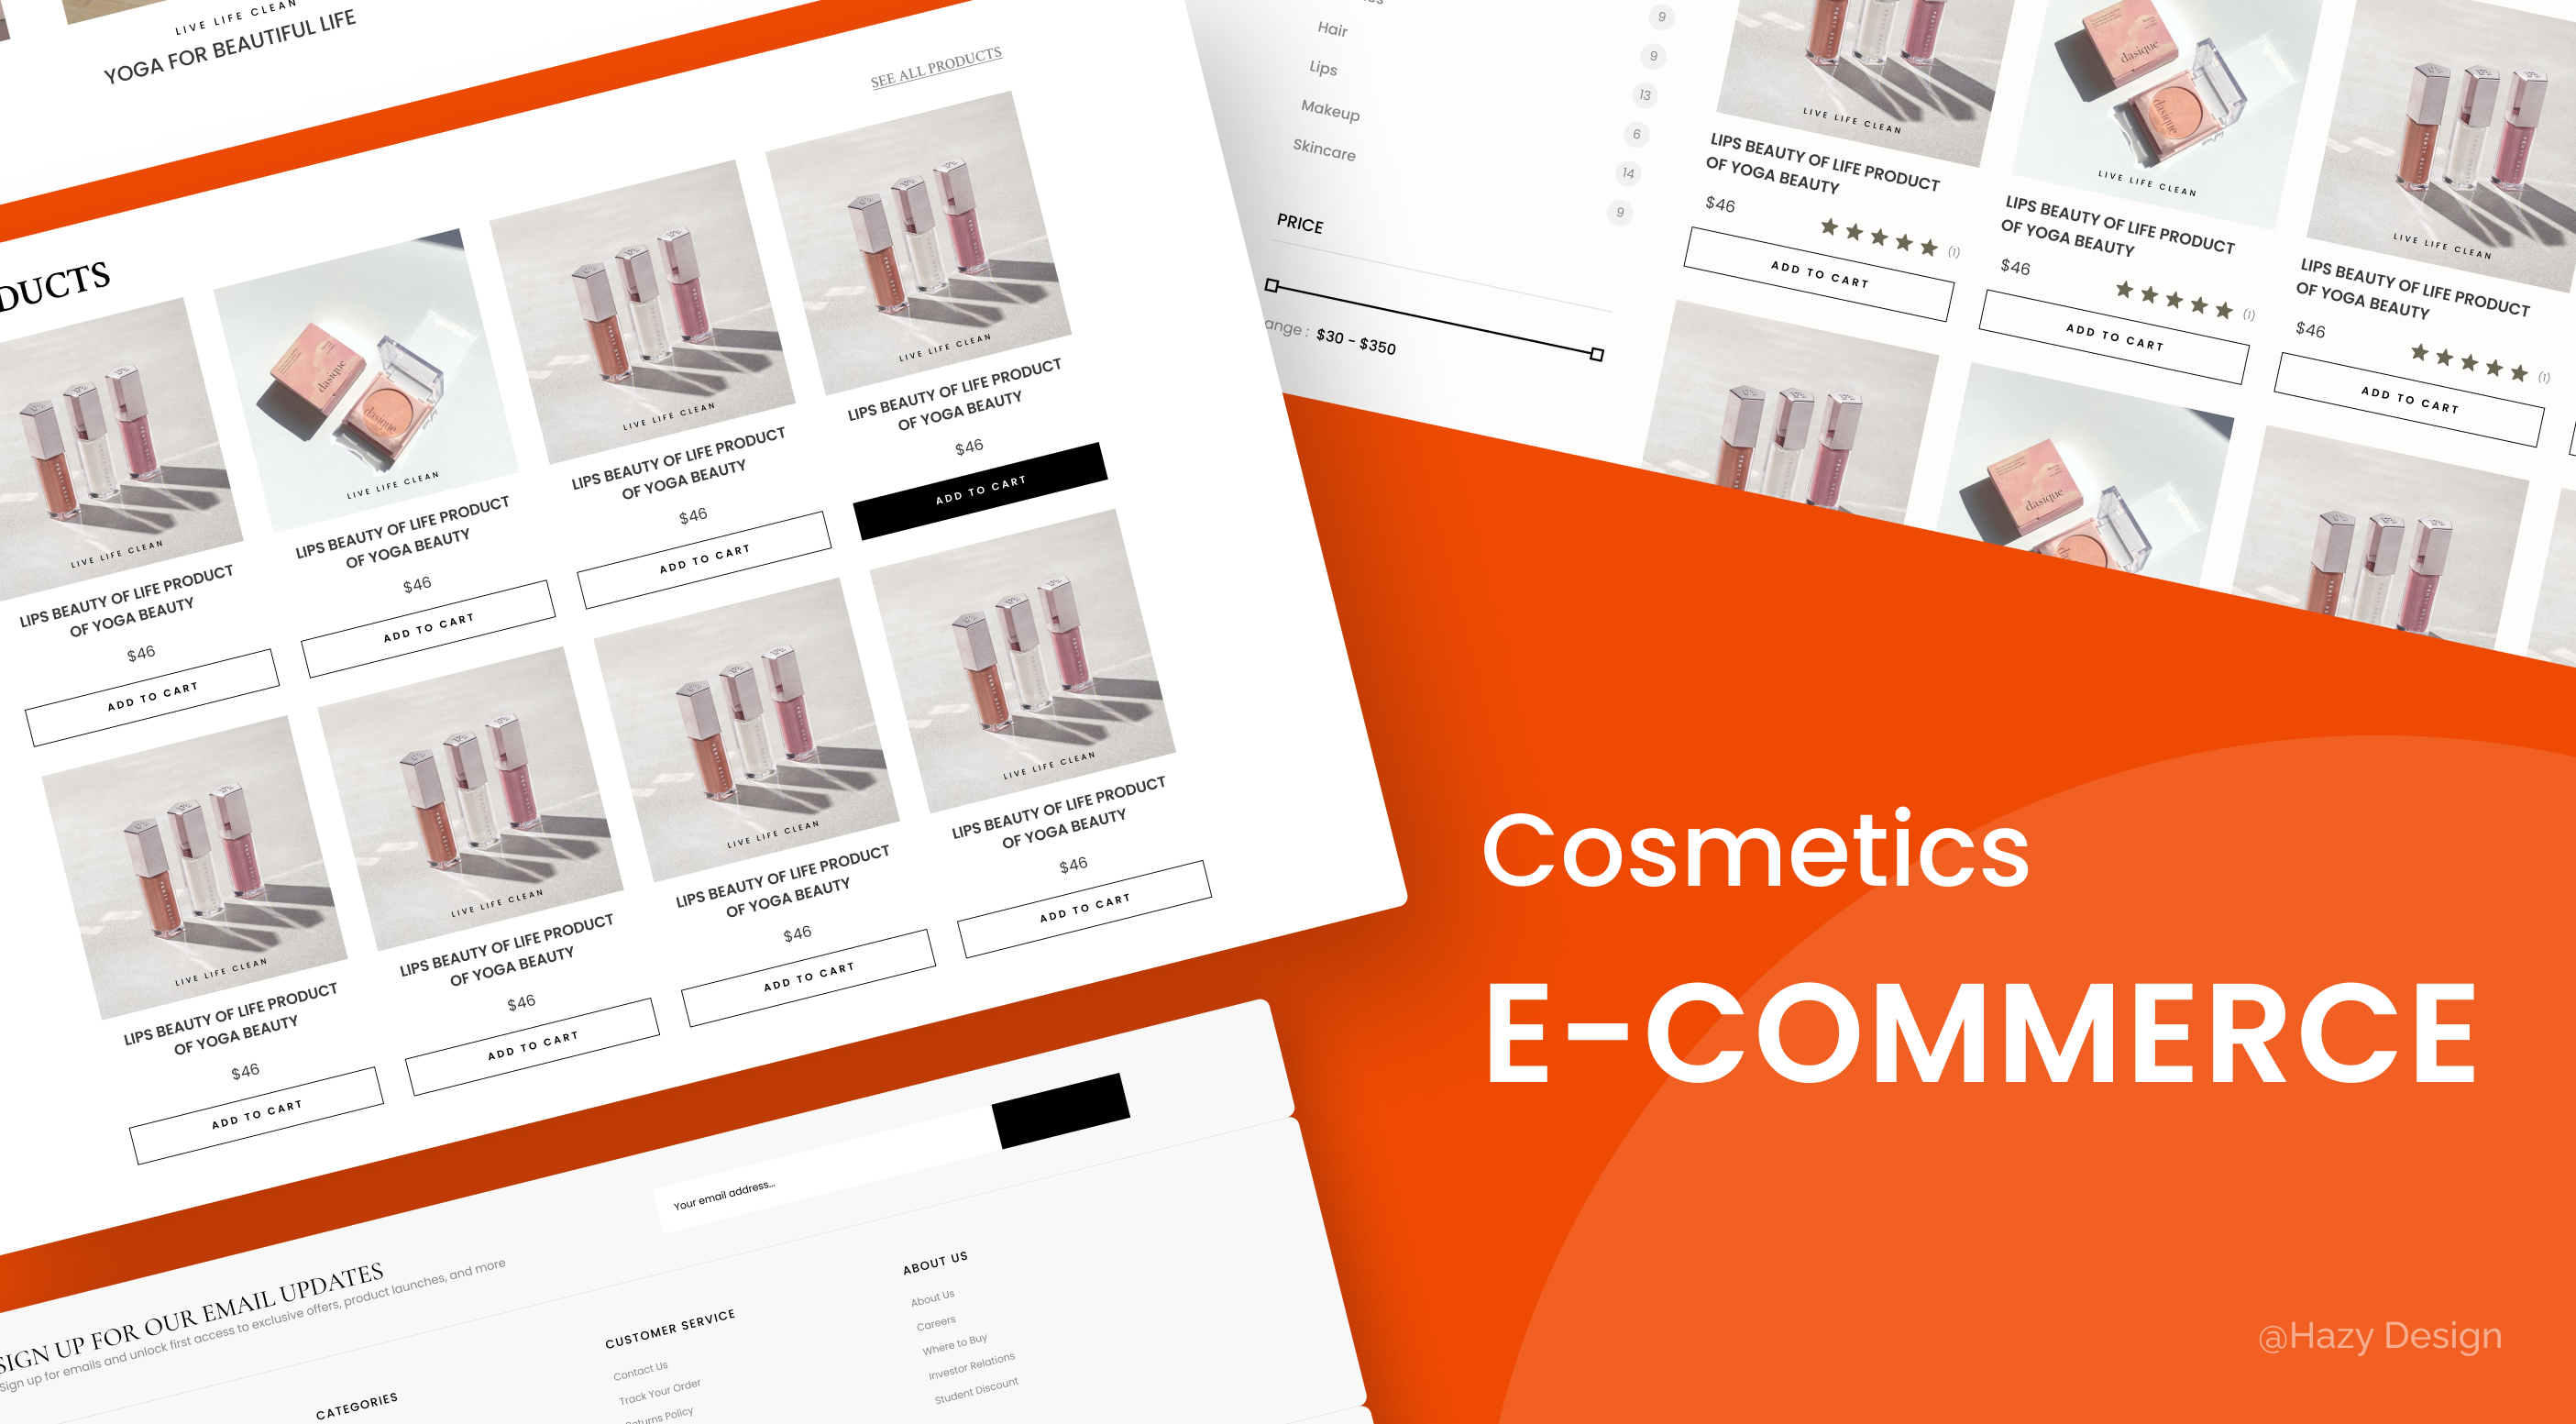 LIVE LIFE CLEAN
YOGA FOR BEAUTIFUL LIFE
SEE ALL PRODUCTS
LIVE LIFE CLEAN
LIPS BEAUTY OF LIFE PRODUCT
OF YOGA BEAUTY
$46
ADD TO CART
dasique
dasique
LIVE LIFE CLEAN
LIPS BEAUTY OF LIFE PRODUCT
OF YOGA BEAUTY
$46
ADD TO CART
LIVE LIFE CLEAN
LIPS BEAUTY OF LIFE PRODUCT
OF YOGA BEAUTY
$46
ADD TO CART
LIVE LIFE CLEAN
LIPS BEAUTY OF LIFE PRODUCT
OF YOGA BEAUTY
$46
ADD TO CART
LIVE LIFE CLEAN
LIPS BEAUTY OF LIFE PRODUCT
OF YOGA BEAUTY
$46
ADD TO CART
LIVE LIFE CLEAN
LIPS BEAUTY OF LIFE PRODUCT
OF YOGA BEAUTY
$46
ADD TO CART
LIVE LIFE CLEAN
LIPS BEAUTY OF LIFE PRODUCT
OF YOGA BEAUTY
$46
ADD TO CART
LIVE LIFE CLEAN
LIPS BEAUTY OF LIFE PRODUCT
OF YOGA BEAUTY
$46
ADD TO CART
9
Hair 9
Lips 13
Makeup 6
Skincare 14
9
PRICE
$30 - $350
LIVE LIFE CLEAN
LIPS BEAUTY OF LIFE PRODUCT
OF YOGA BEAUTY
$46
(1)
ADD TO CART
dasique
dasique
LIVE LIFE CLEAN
LIPS BEAUTY OF LIFE PRODUCT
OF YOGA BEAUTY
$46
(1)
ADD TO CART
LIVE LIFE CLEAN
LIPS BEAUTY OF LIFE PRODUCT
OF YOGA BEAUTY
$46
(1)
ADD TO CART
dasique
Cosmetics
E-COMMERCE
@Hazy Design
SIGN UP FOR OUR EMAIL UPDATES
Sign up for emails and unlock first access to exclusive offers, product launches, and more
Your email address...
CATEGORIES
CUSTOMER SERVICE
Contact Us
Track Your Order
Returns Policy
ABOUT US
About Us
Careers
Where to Buy
Investor Relations
Student Discount